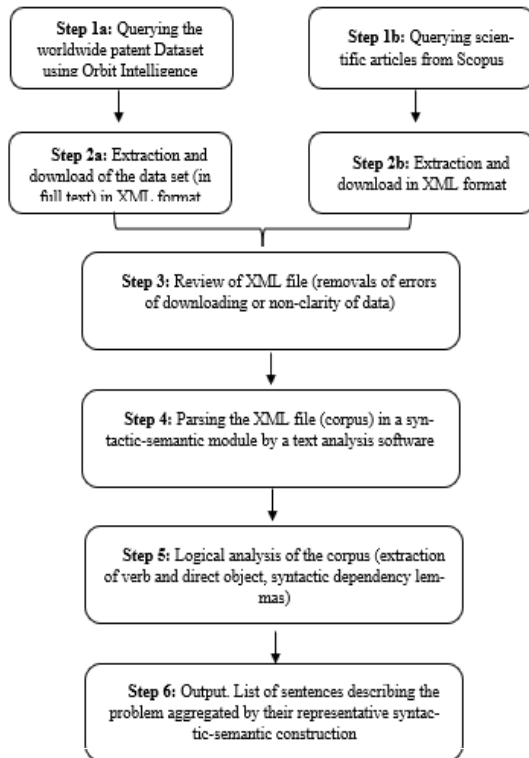 Step 1a: Querying the
worldwide patent Dataset
using Orbit Intelligence
Step 1b: Querying scien-
tific articles from Scopus
Step 2a: Extraction and
download of the data set (in
full text) in XML format
Step 2b: Extraction and
download in XML format
Step 3: Review of XML file (removals of errors
of downloading or non-clarity of data)
Step 4: Parsing the XML file (corpus) in a syn-
tactic-semantic module by a text analysis software
Step 5: Logical analysis of the corpus (extraction
of verb and direct object, syntactic dependency lem-
mas)
Step 6: Output. List of sentences describing the
problem aggregated by their representative syntac-
tic-semantic construction